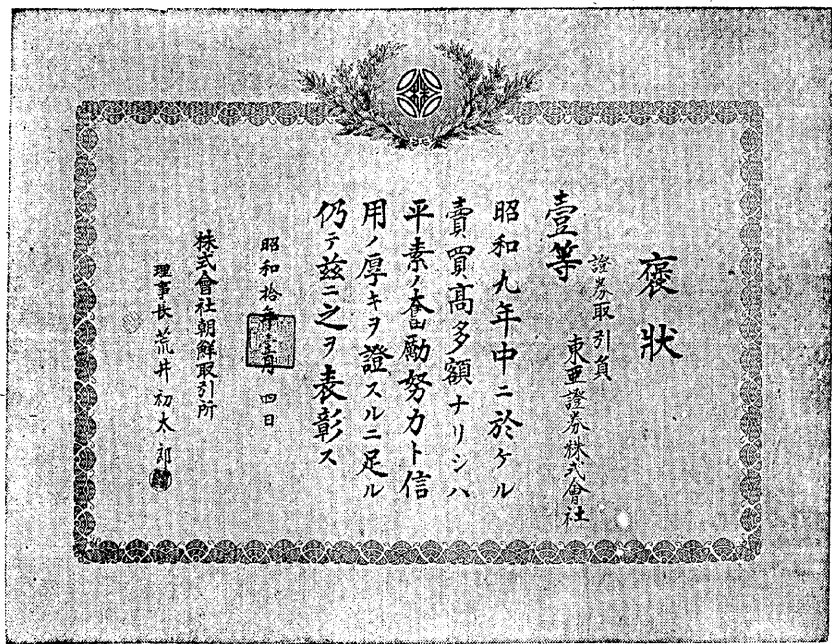 褒狀
證券取引員
東亜證券株式會社
壹等
昭和九年中ニ於ケル
賣買高多額ナリシハ
平素ノ奮勵努力ト信
用ノ厚キヲ證スルニ足ル
仍テ茲ニ之ヲ表彰ス
昭和拾年壹月四日
株式會社朝鮮取引所
理事長 荒井初太郎